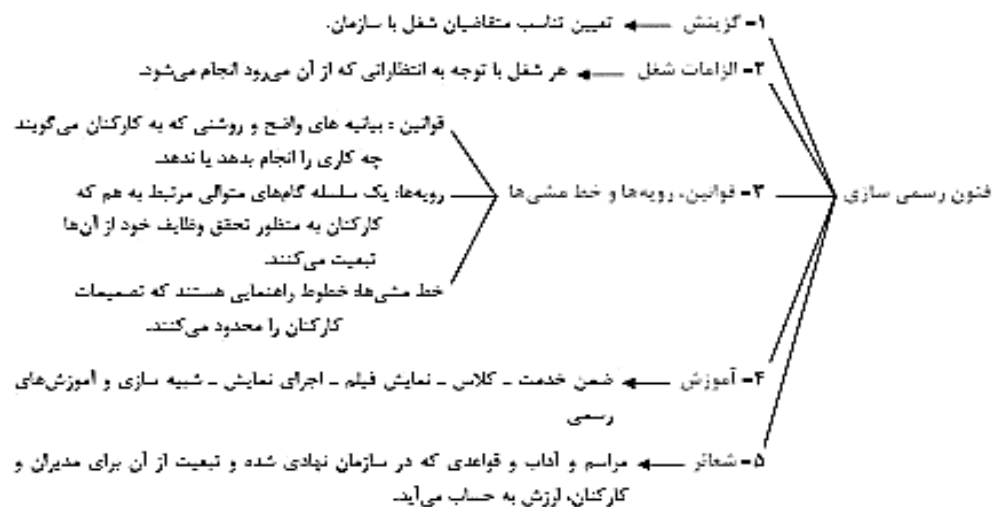 ۱- گزینش ← تعیین تناسب متقاضیان شغل با سازمان.
۲- الزامات شغل ← هر شغل با توجه به انتظاراتی که از آن می‌رود انجام می‌شود.
فنون رسمی سازی
۳- قوانین، رویه‌ها و خط مشی‌ها
قوانین : بیانیه های واضح و روشنی که به کارکنان می‌گویند
چه کاری را انجام بدهد یا ندهد.
رویه‌ها: یک سلسله گام‌های متوالی مرتبط به هم که
کارکنان به منظور تحقق وظایف خود از آن‌ها
تبعیت می‌کنند.
خط مشی‌ها: خطوط راهنمایی هستند که تصمیمات
کارکنان را محدود می‌کنند.
۴- آموزش ← ضمن خدمت ـ کلاس ـ نمایش فیلم ـ اجرای نمایش ـ شبیه سازی و آموزش‌های
رسمی
۵- شعائر ← مراسم و آداب و قواعدی که در سازمان نهادی شده و تبعیت از آن برای مدیران و
کارکنان، ارزش به حساب می‌آید.